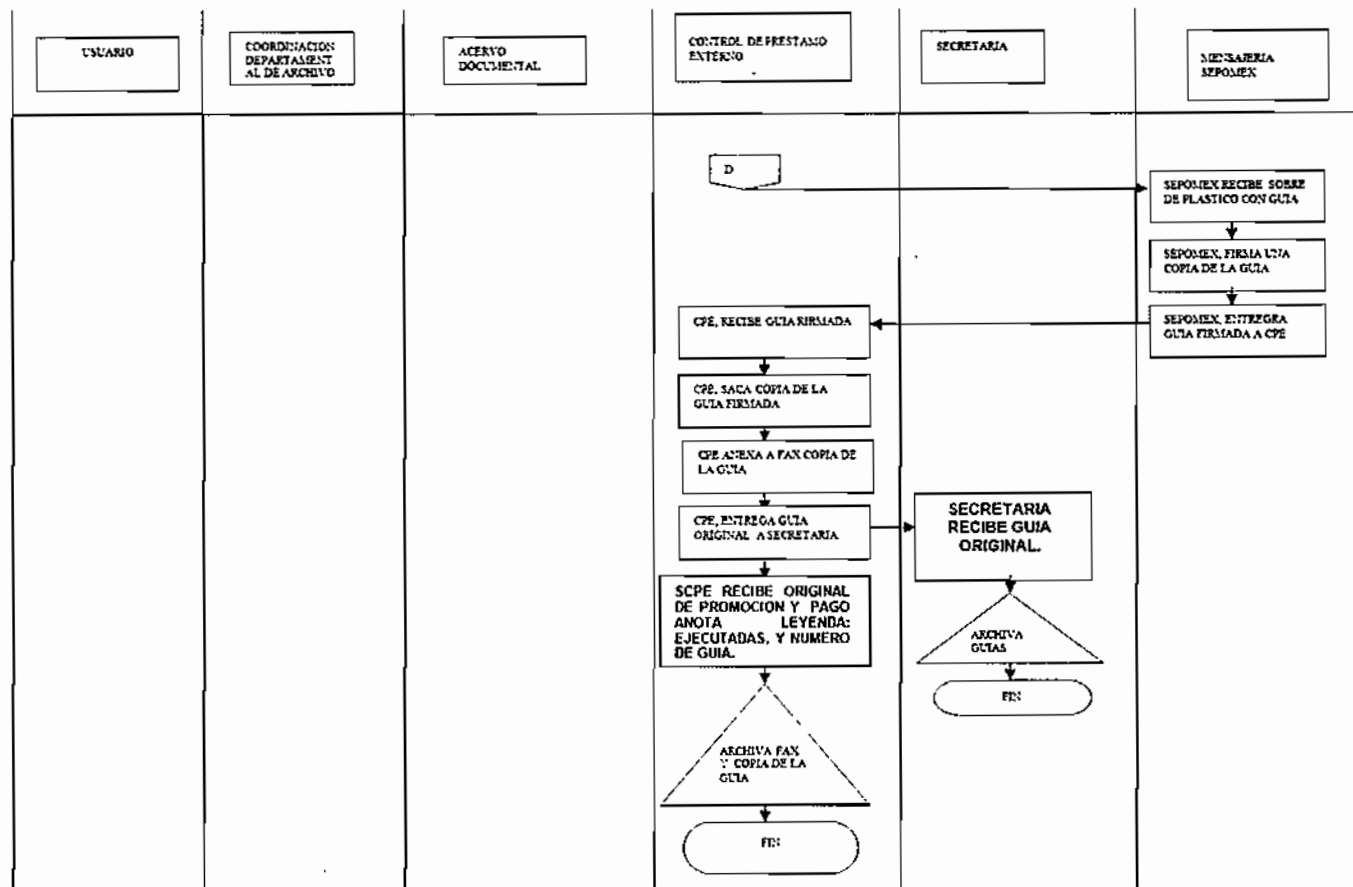 USUARIO
COORDINACION
DEPARTAMENT
AL DE ARCHIVO
ACERVO
DOCUMENTAL
CONTROL DE PRESTAMO
EXTERNO
SECRETARIA
MENSAJERIA
SEPOMEX
D
SEPOMEX RECIBE SOBRE
DE PLASTICO CON GUIA
SEPOMEX, FIRMA UNA
COPIA DE LA GUIA
SEPOMEX, ENTREGRA
GUIA FIRMADA A CPE
CPE, RECIBE GUIA RIRMADA
CPE, SACA COPIA DE LA
GUIA FIRMADA
CPE ANEXA A FAX COPIA DE
LA GUIA
CPE, ENTREGA GUIA
ORIGINAL A SECRETARIA
SECRETARIA
RECIBE GUIA
ORIGINAL.
SCPE RECIBE ORIGINAL
DE PROMOCION Y PAGO
ANOTA LEYENDA:
EJECUTADAS, Y NUMERO
DE GUIA.
ARCHIVA
GUIAS
FIN
ARCHIVA FAX
Y COPIA DE LA
GUIA
FIN